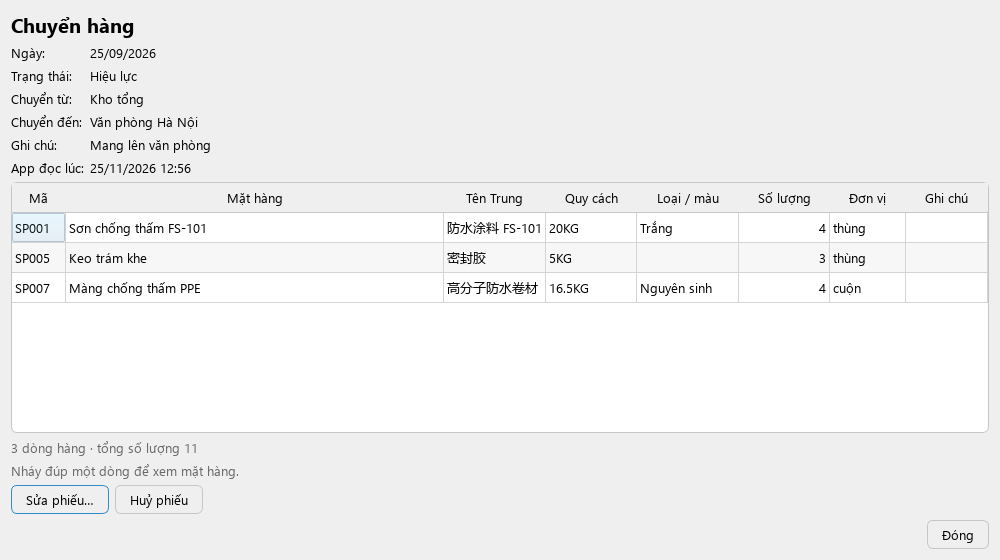 Chuyển hàng
Ngày: 25/09/2026
Trạng thái: Hiệu lực
Chuyển từ: Kho tổng
Chuyển đến: Văn phòng Hà Nội
Ghi chú: Mang lên văn phòng
App đọc lúc: 25/11/2026 12:56
Mã Mặt hàng Tên Trung Quy cách Loại / màu Số lượng Đơn vị Ghi chú
SP001 Sơn chống thấm FS-101 防水涂料 FS-101 20KG Trắng 4 thùng
SP005 Keo trám khe 密封胶 5KG 3 thùng
SP007 Màng chống thấm PPE 高分子防水卷材 16.5KG Nguyên sinh 4 cuộn
3 dòng hàng · tổng số lượng 11
Nháy đúp một dòng để xem mặt hàng.
Sửa phiếu... Huỷ phiếu
Đóng